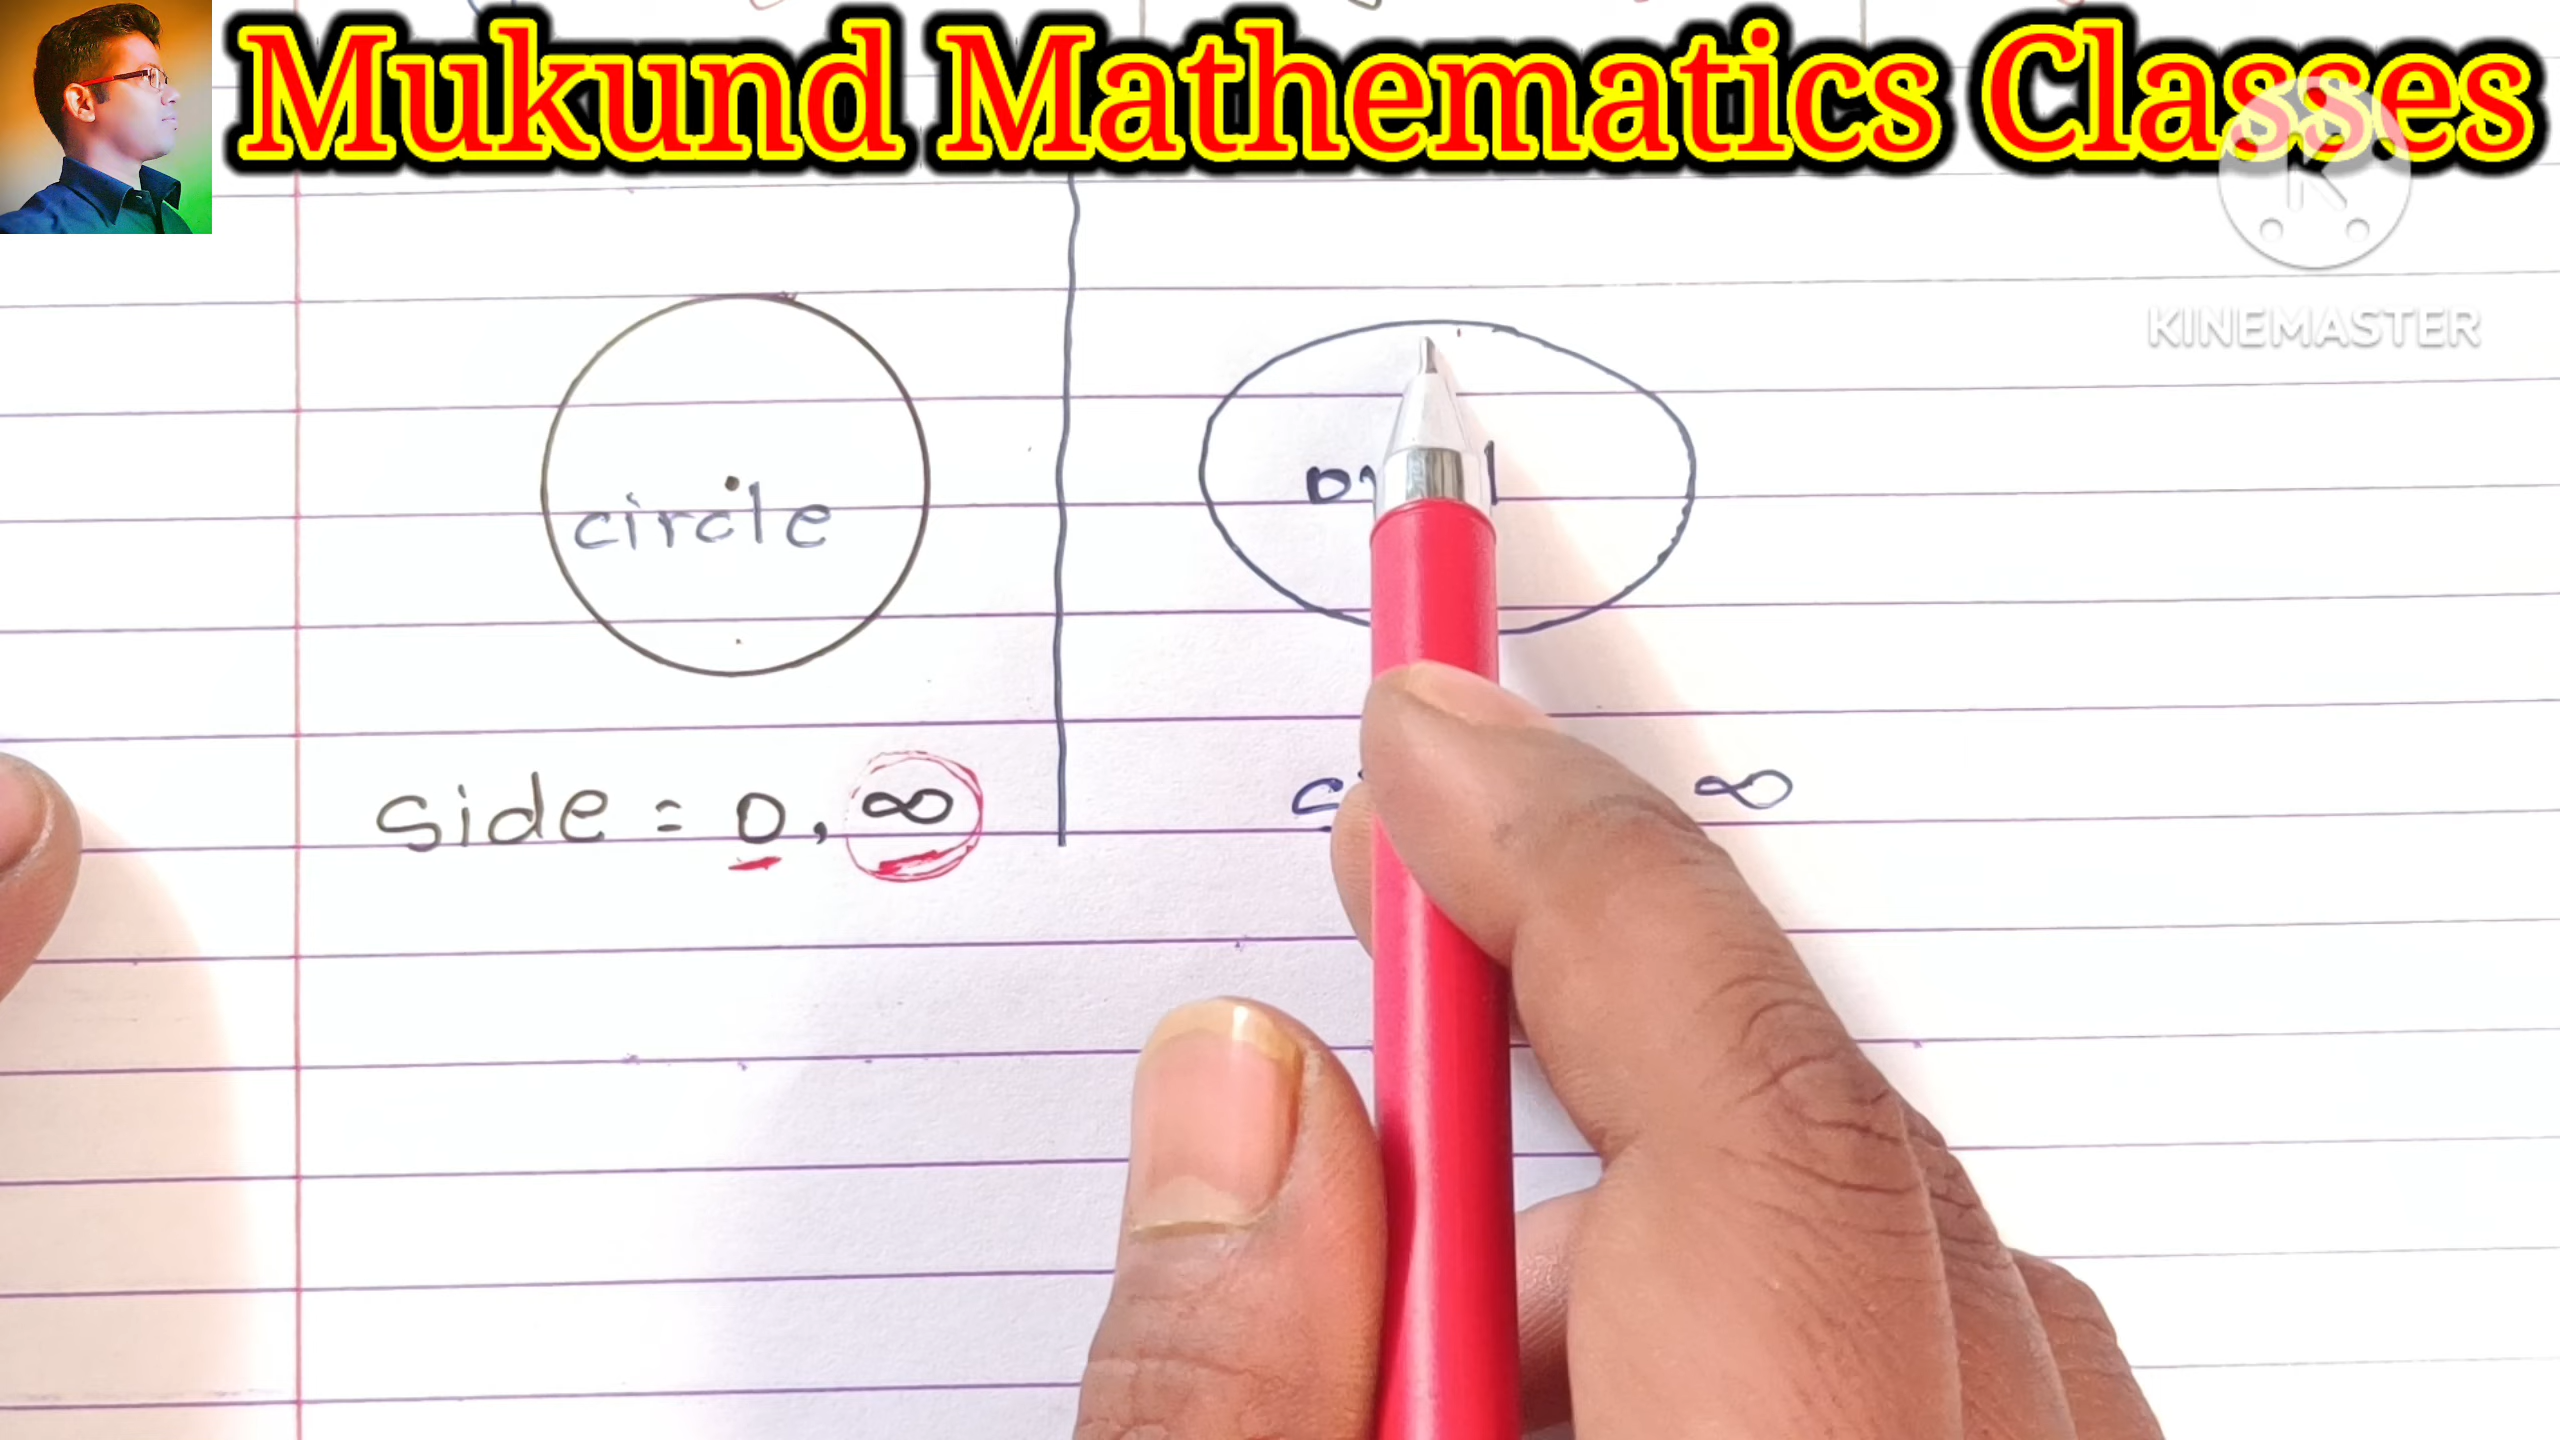 Mukund Mathematics Classes
KINEMASTER
circle
side = 0, ∞
∞